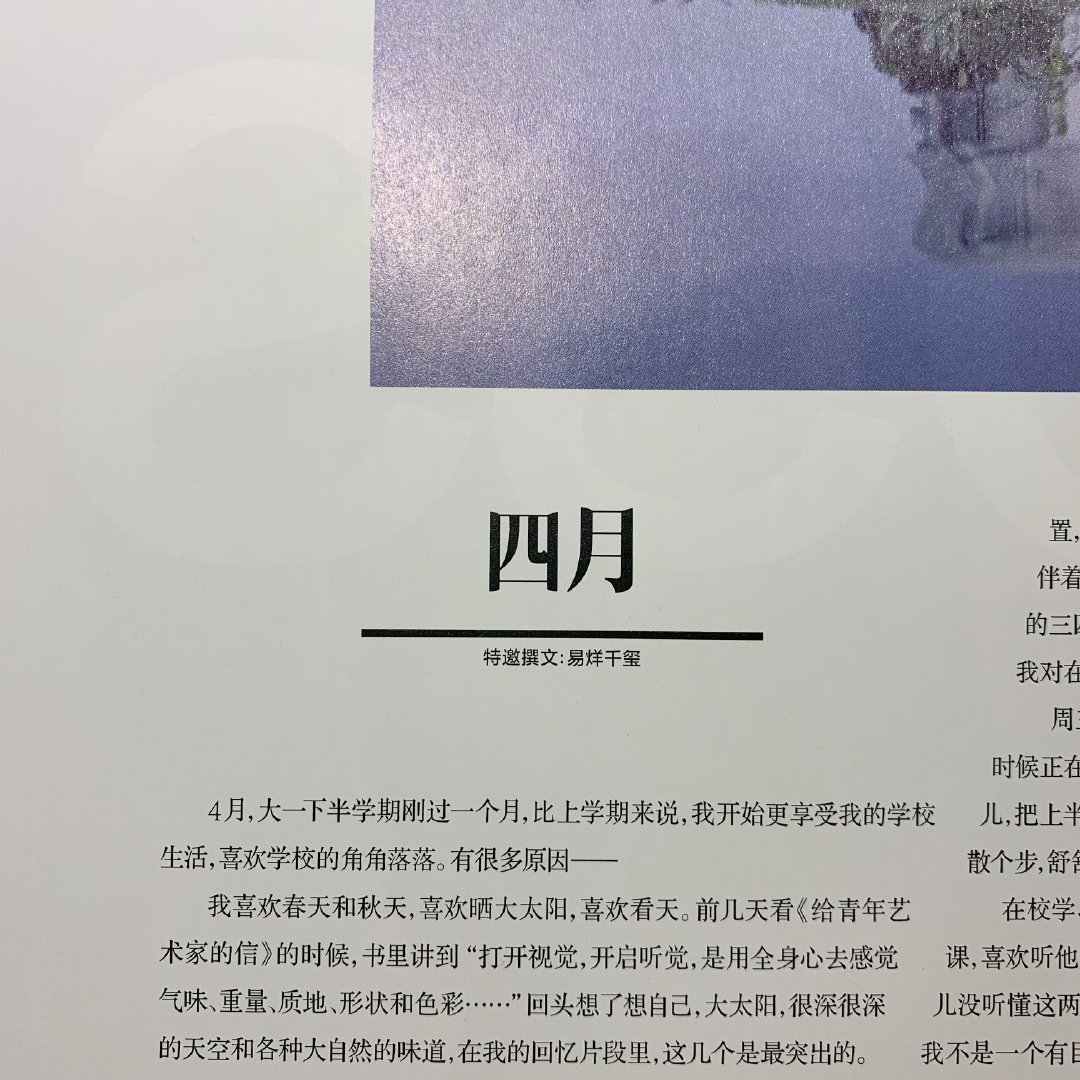 四月
特邀撰文:易烊千玺
4月,大一下半学期刚过一个月,比上学期来说,我开始更享受我的学校
生活,喜欢学校的角角落落。有很多原因——
我喜欢春天和秋天,喜欢晒大太阳,喜欢看天。前几天看《给青年艺
术家的信》的时候,书里讲到“打开视觉,开启听觉,是用全身心去感觉
气味、重量、质地、形状和色彩……”回头想了想自己,大太阳,很深很深
的天空和各种大自然的味道,在我的回忆片段里,这几个是最突出的。
置,
伴着
的三
我对在
周
时候正在
儿,把上半
散个步,舒
在校学
课,喜欢听他
儿没听懂这两
我不是一个有